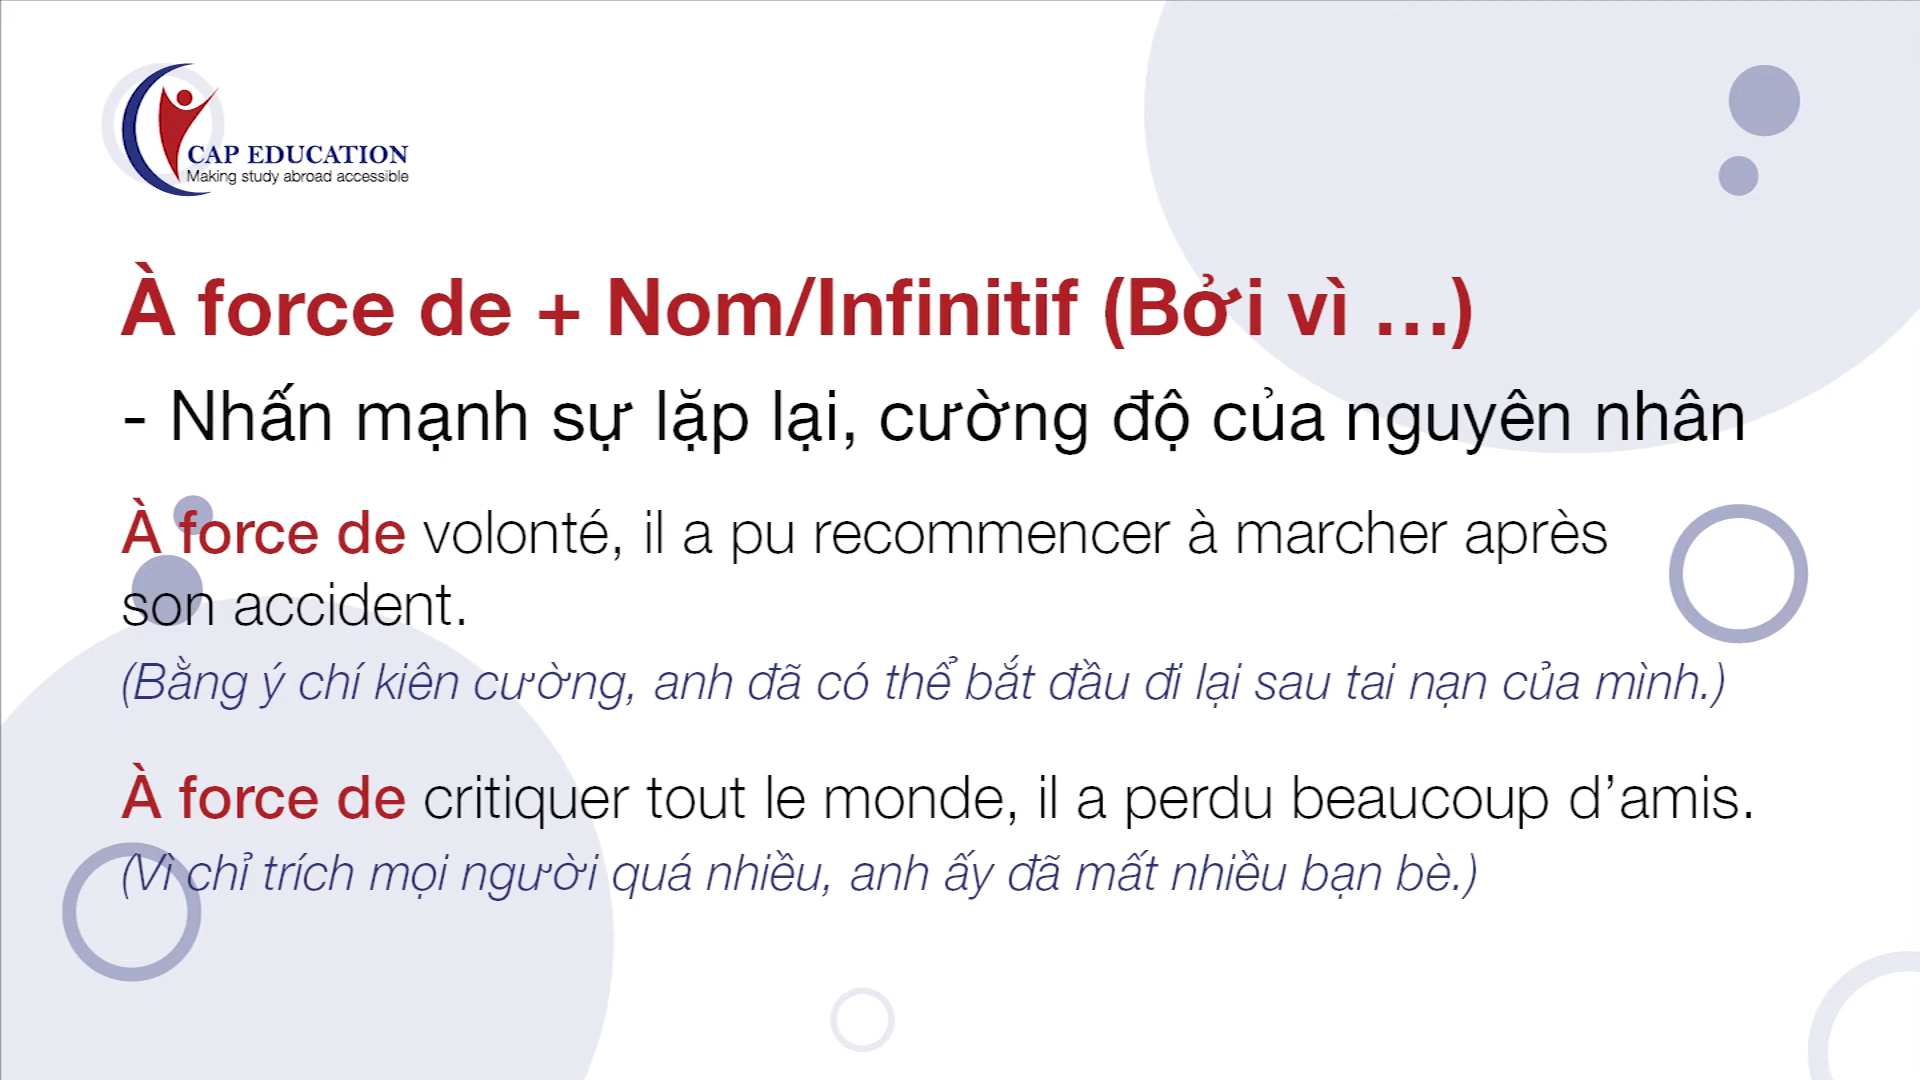 CAP EDUCATION
Making study abroad accessible
À force de + Nom/Infinitif (Bởi vì ...)
- Nhấn mạnh sự lặp lại, cường độ của nguyên nhân
À force de volonté, il a pu recommencer à marcher après
son accident.
(Bằng ý chí kiên cường, anh đã có thể bắt đầu đi lại sau tai nạn của mình.)
À force de critiquer tout le monde, il a perdu beaucoup d’amis.
(Vì chỉ trích mọi người quá nhiều, anh ấy đã mất nhiều bạn bè.)